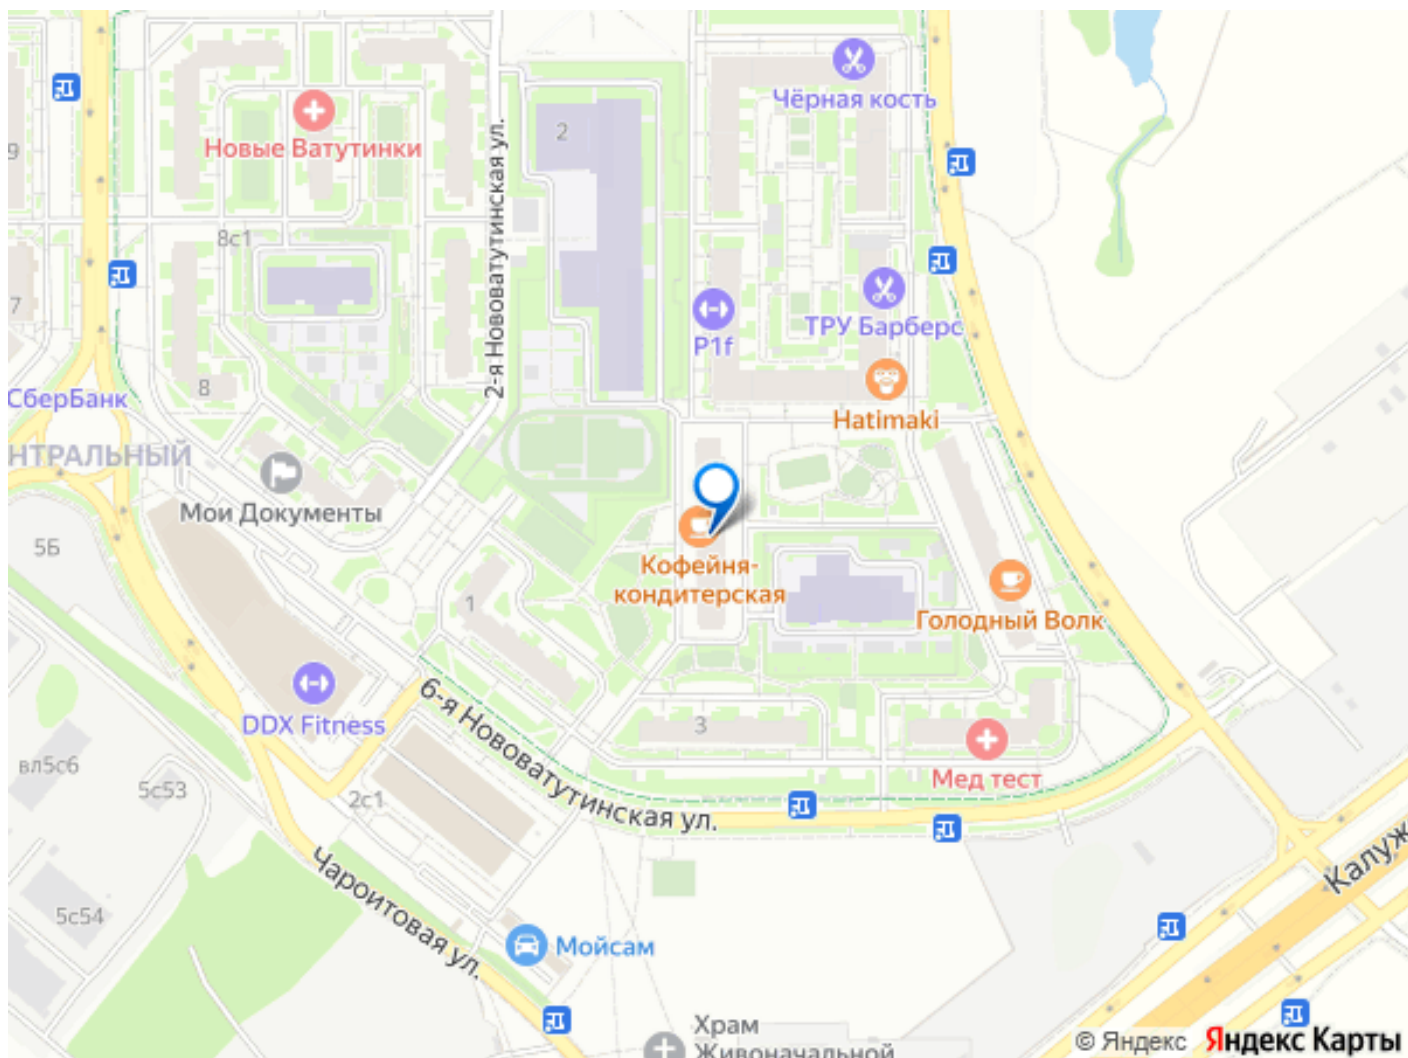 Чёрная кость
Новые Ватутинки
2
9
2-я Нововатутинская ул.
8с1
7
ТРУ Барберс
P1f
8
СберБанк
Hatimaki
НТРАЛЬНЫЙ
Мои Документы
5Б
Кофейня-
кондитерская
1
Голодный Волк
6-я Нововатутинская ул.
DDX Fitness
3
вл5с6
5с53
2с1
Мед тест
Калуж
Чароитовая ул.
5с54
Мойсам
Храм
Живоначальной
© Яндекс Яндекс Карты